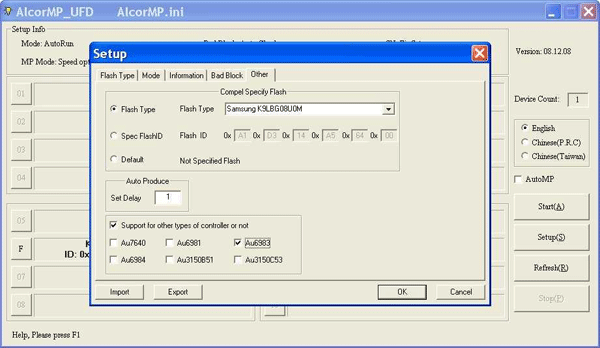 AlcorMP_UFD AlcorMP.ini
Setup Info
Mode: AutoRun
MP Mode: Speed opt
Version: 08.12.08
Setup
Flash Type Mode Information Bad Block Other
Compel Specify Flash
Flash Type Flash Type Samsung K9LBG08U0M
Spec FlashID Flash ID 0x A1 0x D3 0x 14 0x A5 0x 64 0x 00
Default Not Specified Flash
Auto Produce
Set Delay 1
Support for other types of controller or not
Au7640 Au6981 Au6983
Au6984 Au3150B51 Au3150C53
Import Export OK Cancel
01
02
03
04
05
F K
ID: 0x
07
08
Device Count: 1
English
Chinese(P.R.C)
Chinese(Taiwan)
AutoMP
Start(A)
Setup(S)
Refresh(R)
Stop(P)
Help, Please press F1